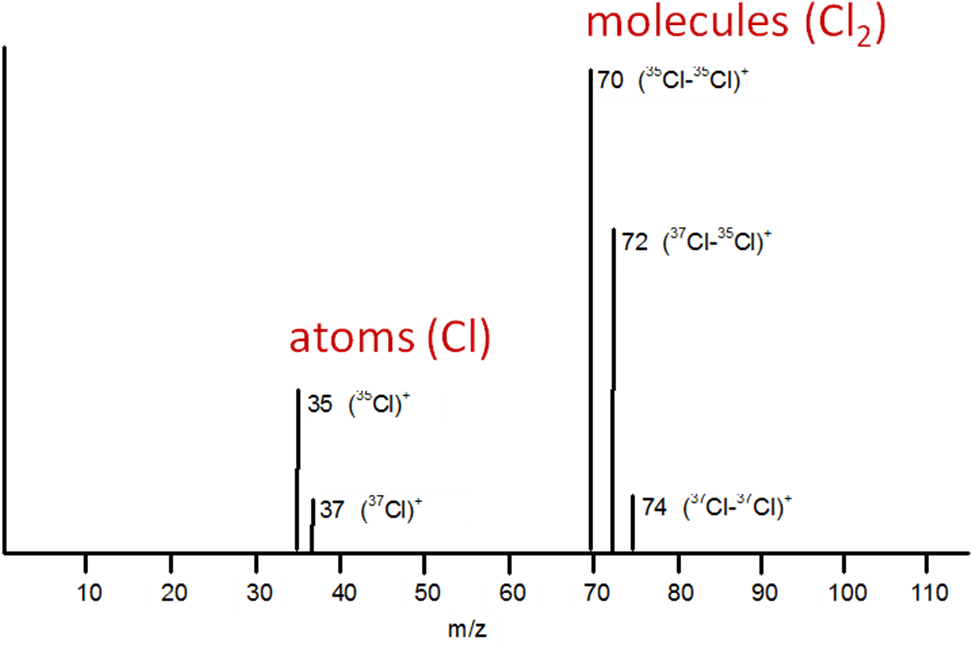 molecules (Cl₂)
70 (³⁵Cl-³⁵Cl)⁺
72 (³⁷Cl-³⁵Cl)⁺
atoms (Cl)
35 (³⁵Cl)⁺
37 (³⁷Cl)⁺
74 (³⁷Cl-³⁷Cl)⁺
10 20 30 40 50 60 70 80 90 100 110
m/z